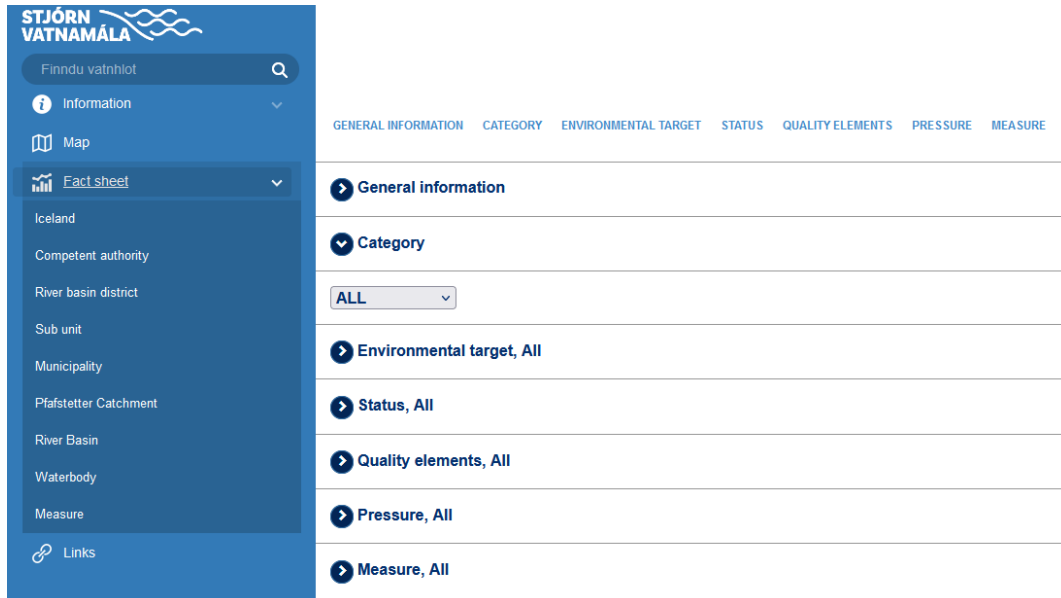 STJÓRN
VATNAMÁLA
Finndu vatnhlot
Information
Map
Fact sheet
Iceland
Competent authority
River basin district
Sub unit
Municipality
Pfafstetter Catchment
River Basin
Waterbody
Measure
Links
GENERAL INFORMATION CATEGORY ENVIRONMENTAL TARGET STATUS QUALITY ELEMENTS PRESSURE MEASURE
General information
Category
ALL
Environmental target, All
Status, All
Quality elements, All
Pressure, All
Measure, All